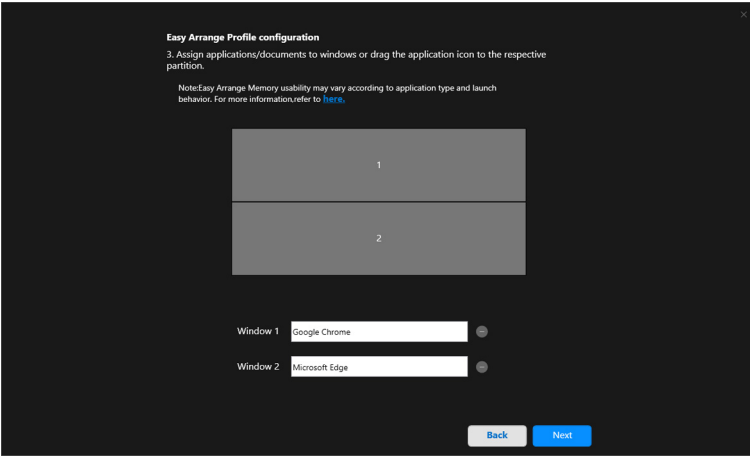 Easy Arrange Profile configuration
3. Assign applications/documents to windows or drag the application icon to the respective
partition.
Note:Easy Arrange Memory usability may vary according to application type and launch
behavior. For more information,refer to here.
1
2
Window 1 Google Chrome
Window 2 Microsoft Edge
Back Next